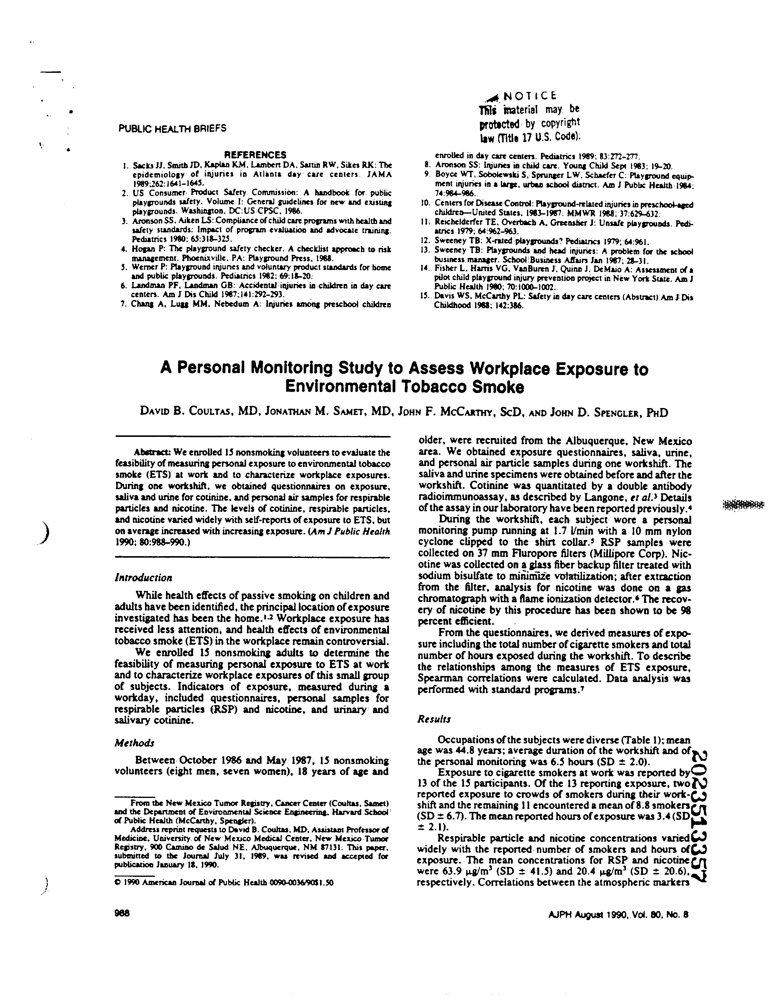 NOTICE
This material may be
protected by copyright
law (Title 17 U.S. Code).
PUBLIC HEALTH BRIEFS
REFERENCES
1. Sacks JJ, Smith JD, Kaplan KM, Lambert DA, Sattin RW, Sikes RK: The
epidemiology of injuries in Atlanta day care centers. JAMA
1989;262:1641-1645.
2. US Consumer Product Safety Commission: A handbook for public
playgrounds safety. Volume I: General guidelines for new and existing
playgrounds. Washington, DC:US CPSC, 1986.
3. Aronson SS, Aiken LS: Compliance of child care programs with health and
safety standards: Impact of program evaluation and advocate training.
Pediatrics 1980; 65:318-325.
4. Hogan P: The playground safety checker. A checklist approach to risk
management. Phoenixville, PA: Playground Press, 1988.
5. Werner P: Playground injuries and voluntary product standards for home
and public playgrounds. Pediatrics 1982; 69:18-20.
6. Landman PF, Landman GB: Accidental injuries in children in day care
centers. Am J Dis Child 1987;141:292-293.
7. Chang A, Lugg MM, Nebedum A: Injuries among preschool children
enrolled in day care centers. Pediatrics 1989; 83:272-277.
8. Aronson SS: Injuries in child care. Young Child Sept 1983; 19-20.
9. Boyce WT, Sobolewski S, Sprunger LW, Schaefer C: Playground equip-
ment injuries in a large, urban school district. Am J Public Health 1984;
74:984-986.
10. Centers for Disease Control: Playground-related injuries in preschool-aged
children—United States, 1983-1987. MMWR 1988; 37:629-632.
11. Reichelderfer TE, Overbach A, Greensher J: Unsafe playgrounds. Pedi-
atrics 1979; 64:962-963.
12. Sweeney TB: X-rated playgrounds? Pediatrics 1979; 64:961.
13. Sweeney TB: Playgrounds and head injuries: A problem for the school
business manager. School Business Affairs Jan 1987; 28-31.
14. Fisher L, Harris VG, VanBuren J, Quinn J, DeMaio A: Assessment of a
pilot child playground injury prevention project in New York State. Am J
Public Health 1980; 70:1000-1002.
15. Davis WS, McCarthy PL: Safety in day care centers (Abstract) Am J Dis
Childhood 1988; 142:386.
A Personal Monitoring Study to Assess Workplace Exposure to
Environmental Tobacco Smoke
DAVID B. COULTAS, MD, JONATHAN M. SAMET, MD, JOHN F. MCCARTHY, SCD, AND JOHN D. SPENGLER, PHD
Abstract: We enrolled 15 nonsmoking volunteers to evaluate the
feasibility of measuring personal exposure to environmental tobacco
smoke (ETS) at work and to characterize workplace exposures.
During one workshift, we obtained questionnaires on exposure,
saliva and urine for cotinine, and personal air samples for respirable
particles and nicotine. The levels of cotinine, respirable particles,
and nicotine varied widely with self-reports of exposure to ETS, but
on average increased with increasing exposure. (Am J Public Health
1990; 80:988-990.)
Introduction
While health effects of passive smoking on children and
adults have been identified, the principal location of exposure
investigated has been the home.1,2 Workplace exposure has
received less attention, and health effects of environmental
tobacco smoke (ETS) in the workplace remain controversial.
We enrolled 15 nonsmoking adults to determine the
feasibility of measuring personal exposure to ETS at work
and to characterize workplace exposures of this small group
of subjects. Indicators of exposure, measured during a
workday, included questionnaires, personal samples for
respirable particles (RSP) and nicotine, and urinary and
salivary cotinine.
Methods
Between October 1986 and May 1987, 15 nonsmoking
volunteers (eight men, seven women), 18 years of age and
From the New Mexico Tumor Registry, Cancer Center (Coultas, Samet)
and the Department of Environmental Science Engineering, Harvard School
of Public Health (McCarthy, Spengler).
Address reprint requests to David B. Coultas, MD, Assistant Professor of
Medicine, University of New Mexico Medical Center, New Mexico Tumor
Registry, 900 Camino de Salud NE, Albuquerque, NM 87131. This paper,
submitted to the Journal July 31, 1989, was revised and accepted for
publication January 18, 1990.
© 1990 American Journal of Public Health 0090-0036/90$1.50
older, were recruited from the Albuquerque, New Mexico
area. We obtained exposure questionnaires, saliva, urine,
and personal air particle samples during one workshift. The
saliva and urine specimens were obtained before and after the
workshift. Cotinine was quantitated by a double antibody
radioimmunoassay, as described by Langone, et al.3 Details
of the assay in our laboratory have been reported previously.4
During the workshift, each subject wore a personal
monitoring pump running at 1.7 l/min with a 10 mm nylon
cyclone clipped to the shirt collar.5 RSP samples were
collected on 37 mm Fluropore filters (Millipore Corp). Nic-
otine was collected on a glass fiber backup filter treated with
sodium bisulfate to minimize volatilization; after extraction
from the filter, analysis for nicotine was done on a gas
chromatograph with a flame ionization detector.6 The recov-
ery of nicotine by this procedure has been shown to be 98
percent efficient.
From the questionnaires, we derived measures of expo-
sure including the total number of cigarette smokers and total
number of hours exposed during the workshift. To describe
the relationships among the measures of ETS exposure,
Spearman correlations were calculated. Data analysis was
performed with standard programs.7
Results
Occupations of the subjects were diverse (Table 1); mean
age was 44.8 years; average duration of the workshift and of
the personal monitoring was 6.5 hours (SD ± 2.0).
Exposure to cigarette smokers at work was reported by
13 of the 15 participants. Of the 13 reporting exposure, two
reported exposure to crowds of smokers during their work-
shift and the remaining 11 encountered a mean of 8.8 smokers
(SD ± 6.7). The mean reported hours of exposure was 3.4 (SD
± 2.1).
Respirable particle and nicotine concentrations varied
widely with the reported number of smokers and hours of
exposure. The mean concentrations for RSP and nicotine
were 63.9 µg/m3 (SD ± 41.5) and 20.4 µg/m3 (SD ± 20.6),
respectively. Correlations between the atmospheric markers
988
AJPH August 1990, Vol. 80, No. 8